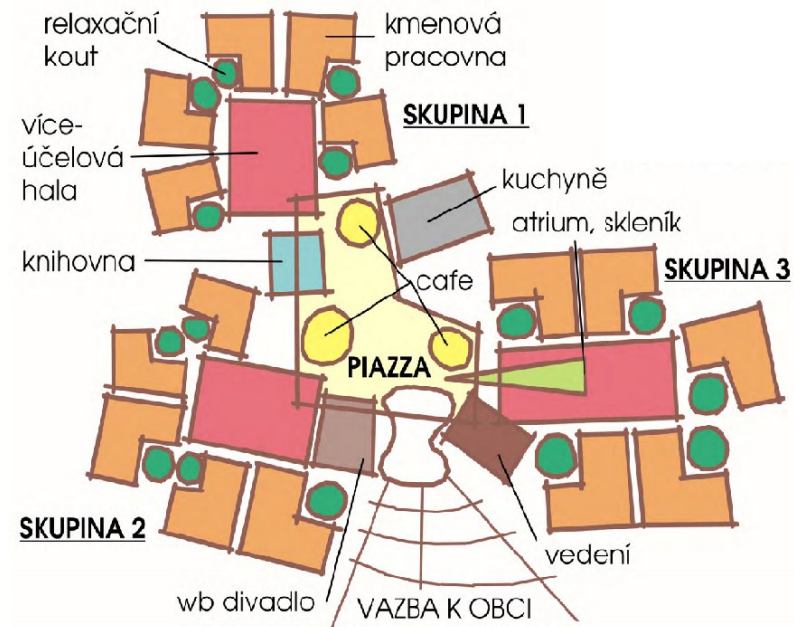 relaxační
kout
kmenová
pracovna
SKUPINA 1
více-
účelová
hala
kuchyně
atrium, skleník
knihovna
cafe
SKUPINA 3
PIAZZA
SKUPINA 2
vedení
wb divadlo
VAZBA K OBCI